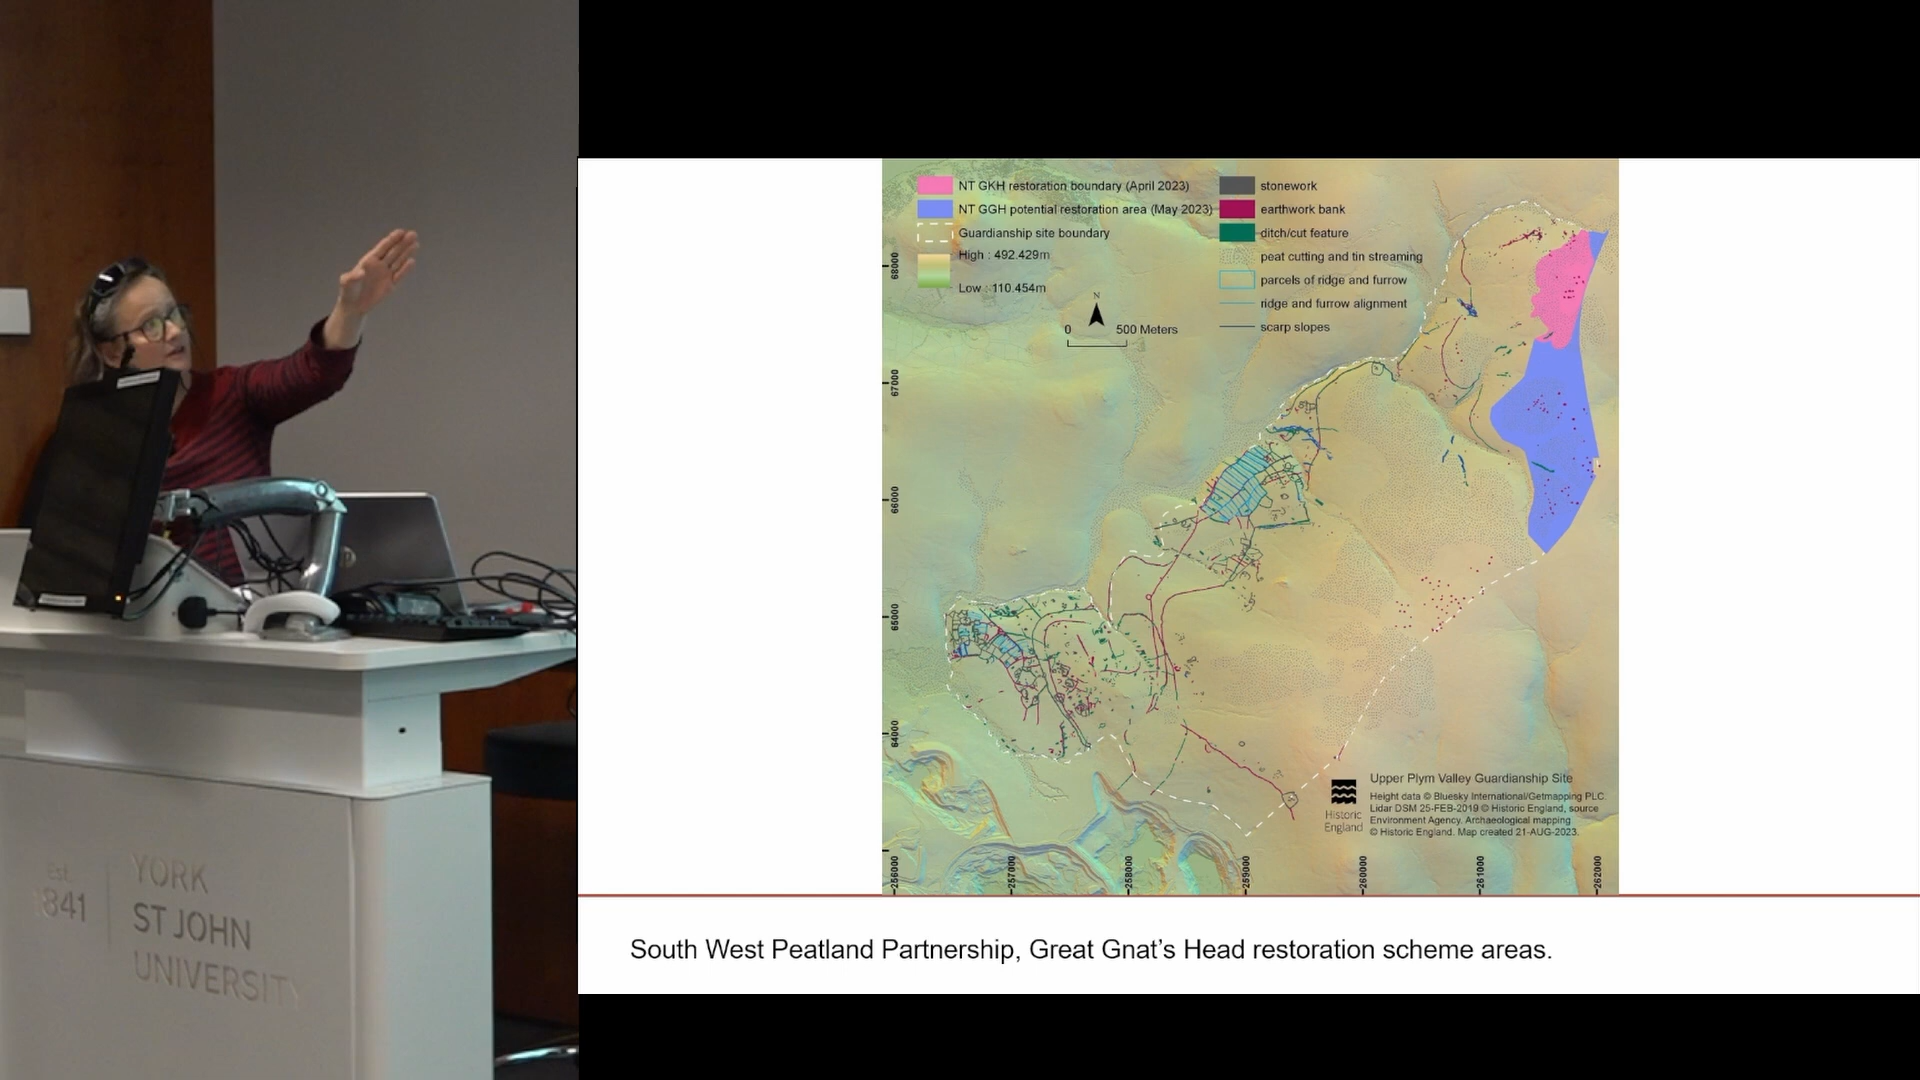 Est.
841
YORK
ST JOHN
UNIVERSITY
NT GKH restoration boundary (April 2023)
NT GGH potential restoration area (May 2023)
Guardianship site boundary
High : 492.429m
Low : 110.454m
N
0 500 Meters
stonework
earthwork bank
ditch/cut feature
peat cutting and tin streaming
parcels of ridge and furrow
ridge and furrow alignment
scarp slopes
68000
67000
66000
65000
64000
256000
257000
258000
259000
260000
261000
262000
Historic
England
Upper Plym Valley Guardianship Site
Height data © Bluesky International/Getmapping PLC.
Lidar DSM 25-FEB-2019 © Historic England, source
Environment Agency. Archaeological mapping
© Historic England. Map created 21-AUG-2023.
South West Peatland Partnership, Great Gnat's Head restoration scheme areas.